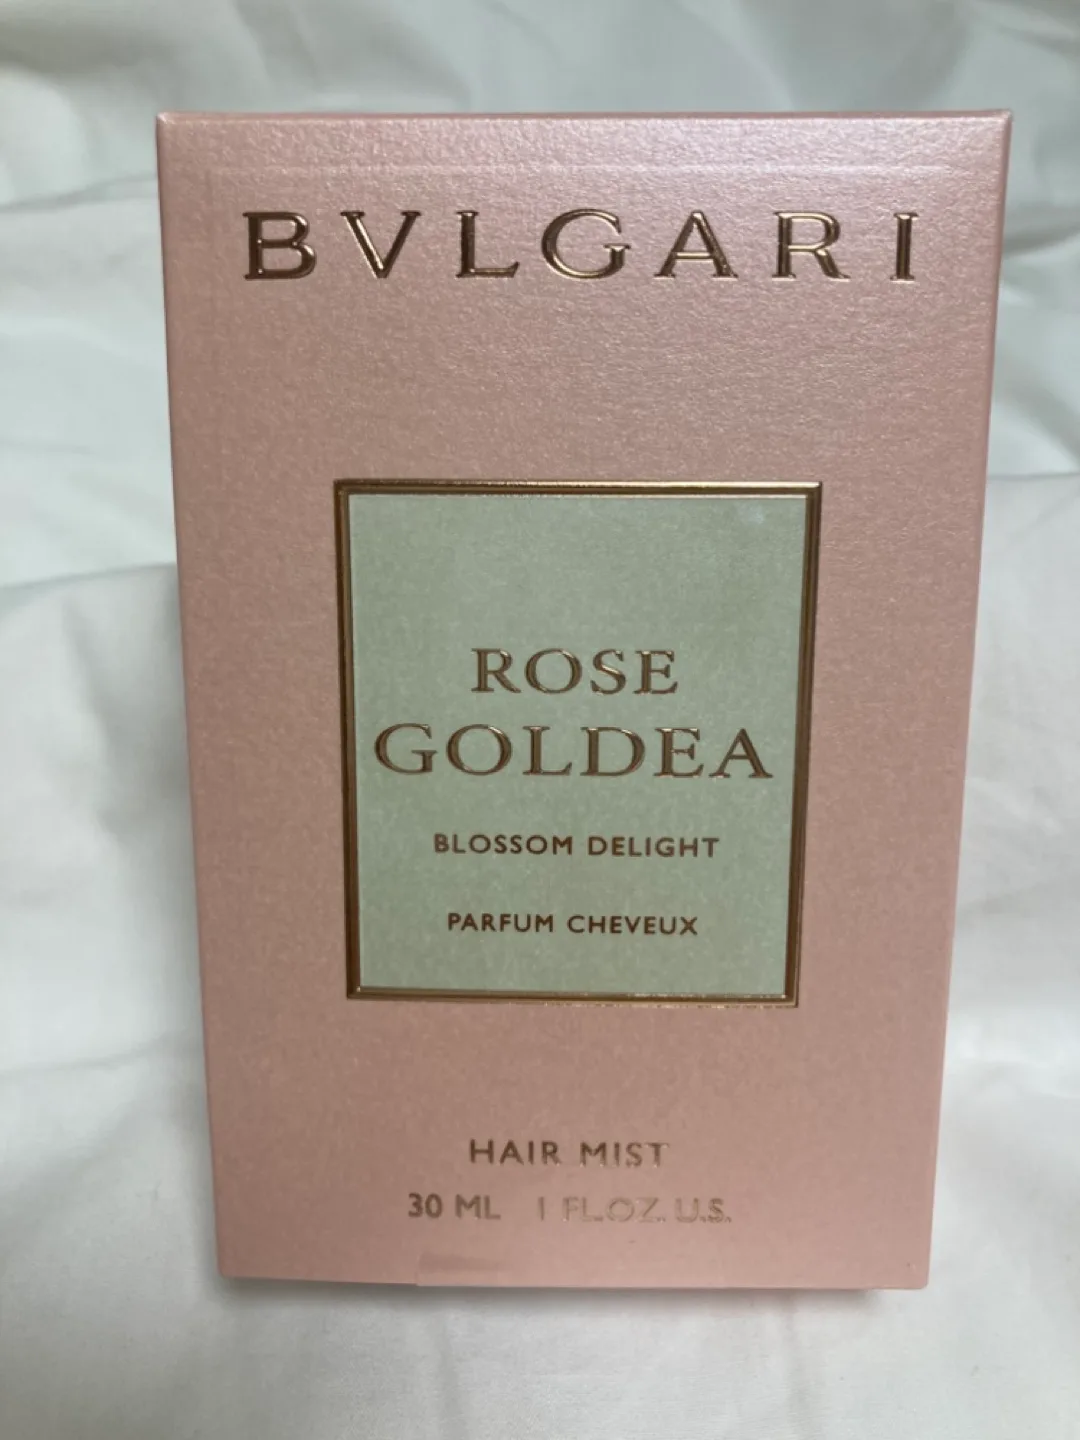 BVLGARI
ROSE
GOLDEA
BLOSSOM DELIGHT
PARFUM CHEVEUX
HAIR MIST
30 ML 1 FL.OZ. U.S.